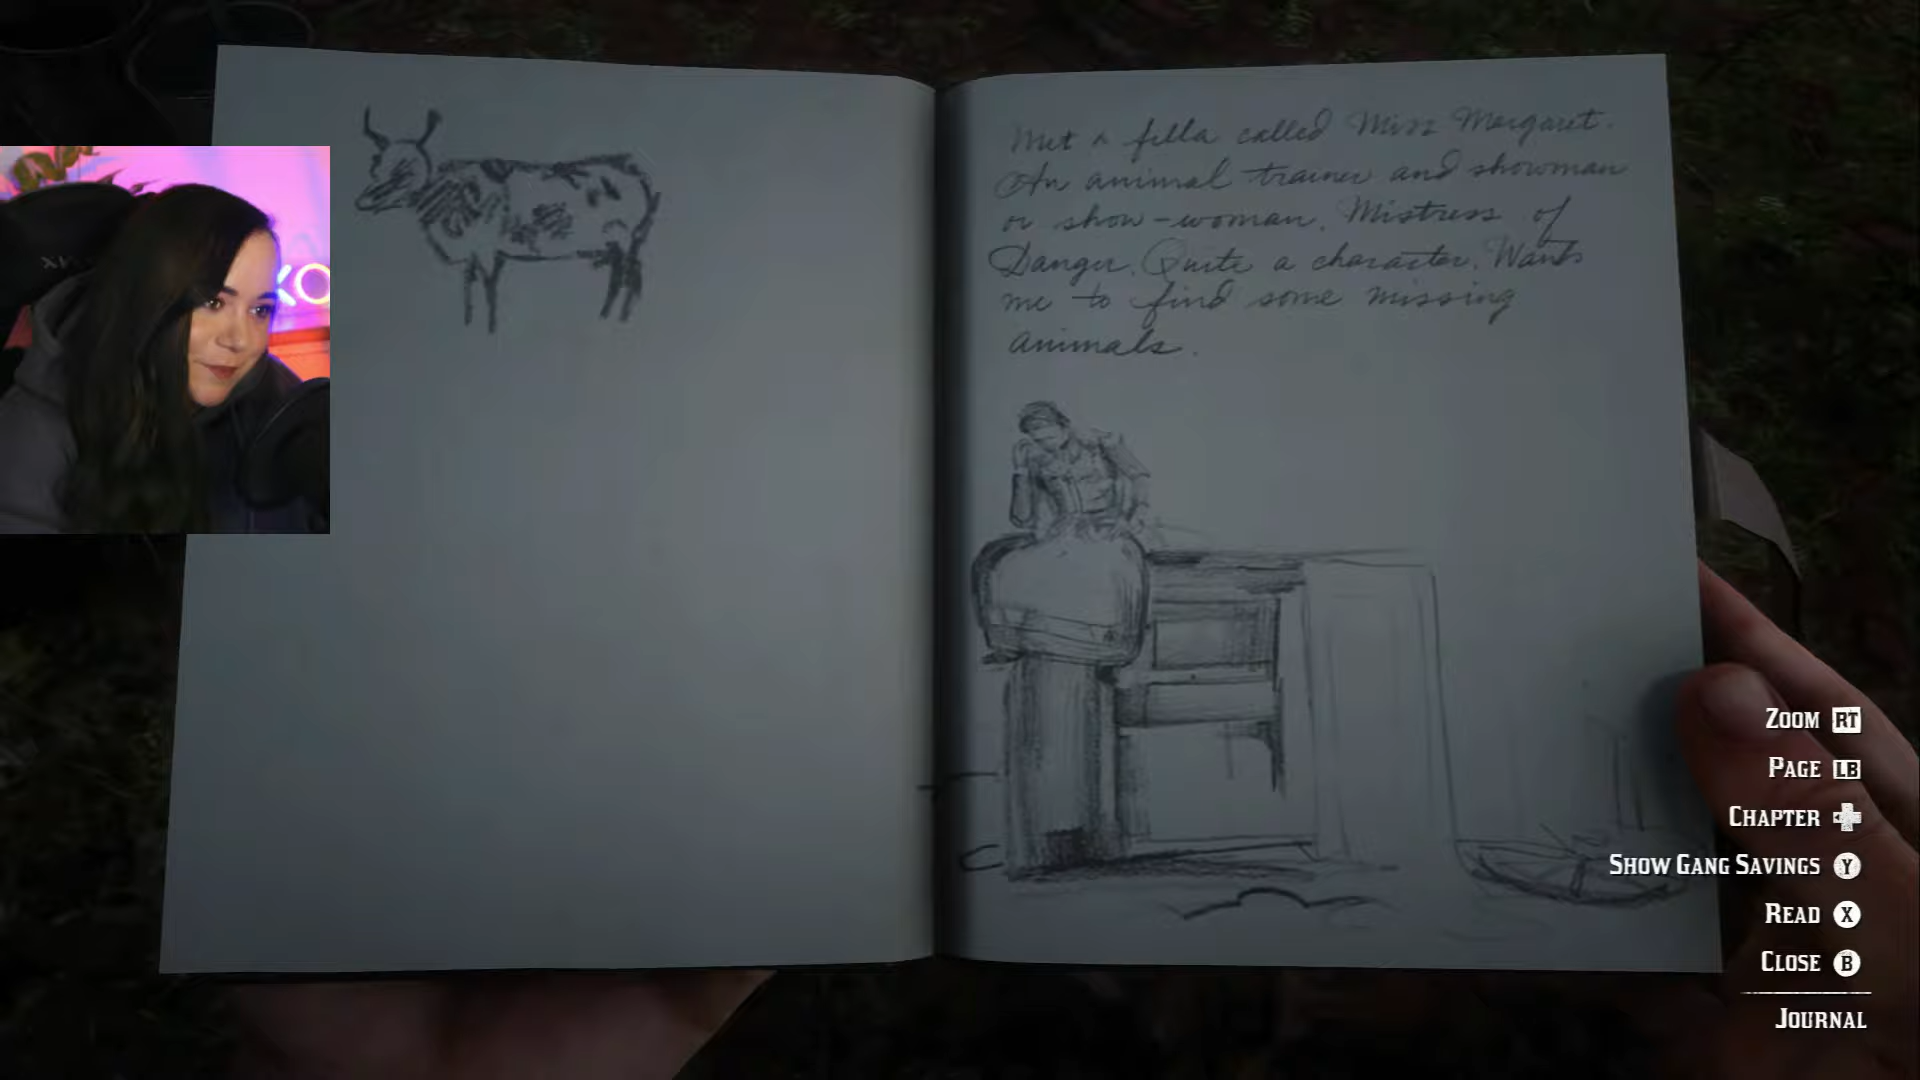 XO
Met a fella called Miss Margaret.
An animal trainer and showman
or show-woman. Mistress of
Danger. Quite a character. Wants
me to find some missing
animals.
ZOOM RT
PAGE LB
CHAPTER
SHOW GANG SAVINGS Y
READ X
CLOSE B
JOURNAL